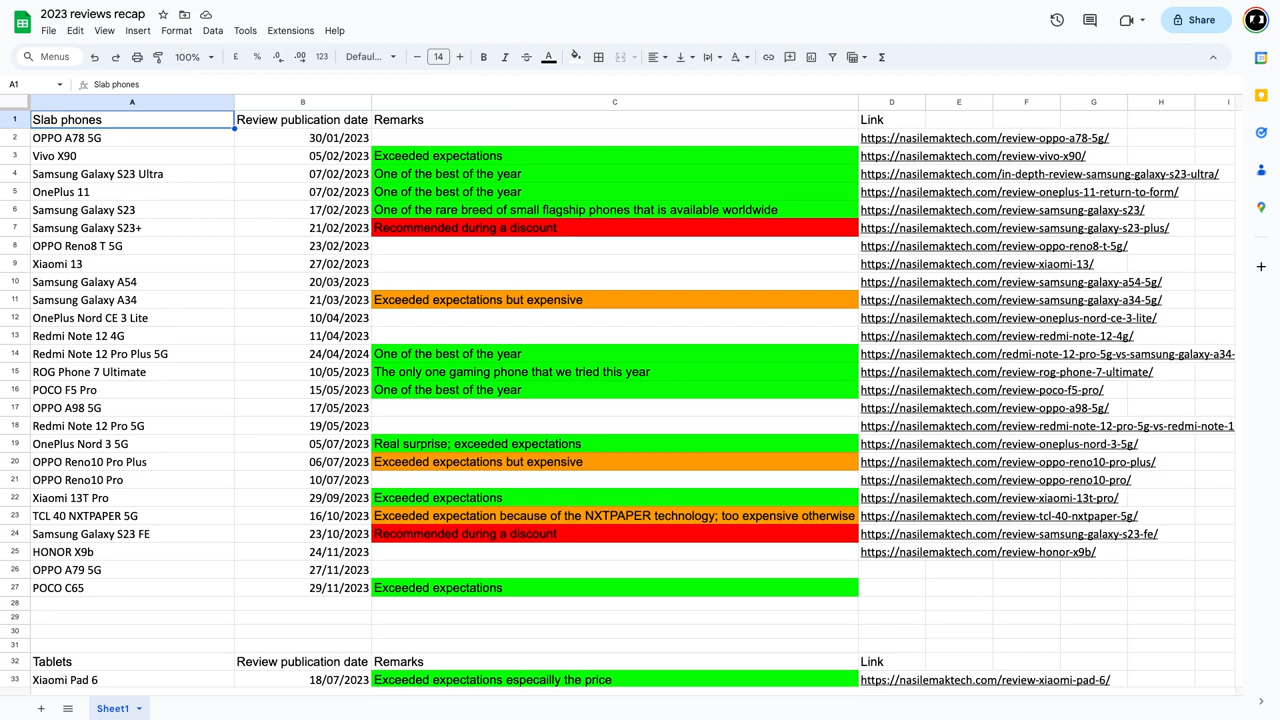 2023 reviews recap
File Edit View Insert Format Data Tools Extensions Help
Share
Menus 100% £ % .0 .00 123 Defaul... 14 B I A
A1 fx Slab phones
A B C D E F G H I
1 Slab phones Review publication date Remarks Link
2 OPPO A78 5G 30/01/2023 https://nasilemaktech.com/review-oppo-a78-5g/
3 Vivo X90 05/02/2023 Exceeded expectations https://nasilemaktech.com/review-vivo-x90/
4 Samsung Galaxy S23 Ultra 07/02/2023 One of the best of the year https://nasilemaktech.com/in-depth-review-samsung-galaxy-s23-ultra/
5 OnePlus 11 07/02/2023 One of the best of the year https://nasilemaktech.com/review-oneplus-11-return-to-form/
6 Samsung Galaxy S23 17/02/2023 One of the rare breed of small flagship phones that is available worldwide https://nasilemaktech.com/review-samsung-galaxy-s23/
7 Samsung Galaxy S23+ 21/02/2023 Recommended during a discount https://nasilemaktech.com/review-samsung-galaxy-s23-plus/
8 OPPO Reno8 T 5G 23/02/2023 https://nasilemaktech.com/review-oppo-reno8-t-5g/
9 Xiaomi 13 27/02/2023 https://nasilemaktech.com/review-xiaomi-13/
10 Samsung Galaxy A54 20/03/2023 https://nasilemaktech.com/review-samsung-galaxy-a54-5g/
11 Samsung Galaxy A34 21/03/2023 Exceeded expectations but expensive https://nasilemaktech.com/review-samsung-galaxy-a34-5g/
12 OnePlus Nord CE 3 Lite 10/04/2023 https://nasilemaktech.com/review-oneplus-nord-ce-3-lite/
13 Redmi Note 12 4G 11/04/2023 https://nasilemaktech.com/review-redmi-note-12-4g/
14 Redmi Note 12 Pro Plus 5G 24/04/2024 One of the best of the year https://nasilemaktech.com/redmi-note-12-pro-5g-vs-samsung-galaxy-a34-
15 ROG Phone 7 Ultimate 10/05/2023 The only one gaming phone that we tried this year https://nasilemaktech.com/review-rog-phone-7-ultimate/
16 POCO F5 Pro 15/05/2023 One of the best of the year https://nasilemaktech.com/review-poco-f5-pro/
17 OPPO A98 5G 17/05/2023 https://nasilemaktech.com/review-oppo-a98-5g/
18 Redmi Note 12 Pro 5G 19/05/2023 https://nasilemaktech.com/review-redmi-note-12-pro-5g-vs-redmi-note-1
19 OnePlus Nord 3 5G 05/07/2023 Real surprise; exceeded expectations https://nasilemaktech.com/review-oneplus-nord-3-5g/
20 OPPO Reno10 Pro Plus 06/07/2023 Exceeded expectations but expensive https://nasilemaktech.com/review-oppo-reno10-pro-plus/
21 OPPO Reno10 Pro 10/07/2023 https://nasilemaktech.com/review-oppo-reno10-pro/
22 Xiaomi 13T Pro 29/09/2023 Exceeded expectations https://nasilemaktech.com/review-xiaomi-13t-pro/
23 TCL 40 NXTPAPER 5G 16/10/2023 Exceeded expectation because of the NXTPAPER technology; too expensive otherwise https://nasilemaktech.com/review-tcl-40-nxtpaper-5g/
24 Samsung Galaxy S23 FE 23/10/2023 Recommended during a discount https://nasilemaktech.com/review-samsung-galaxy-s23-fe/
25 HONOR X9b 24/11/2023 https://nasilemaktech.com/review-honor-x9b/
26 OPPO A79 5G 27/11/2023
27 POCO C65 29/11/2023 Exceeded expectations
28
29
30
31
32 Tablets Review publication date Remarks Link
33 Xiaomi Pad 6 18/07/2023 Exceeded expectations especailly the price https://nasilemaktech.com/review-xiaomi-pad-6/
Sheet1